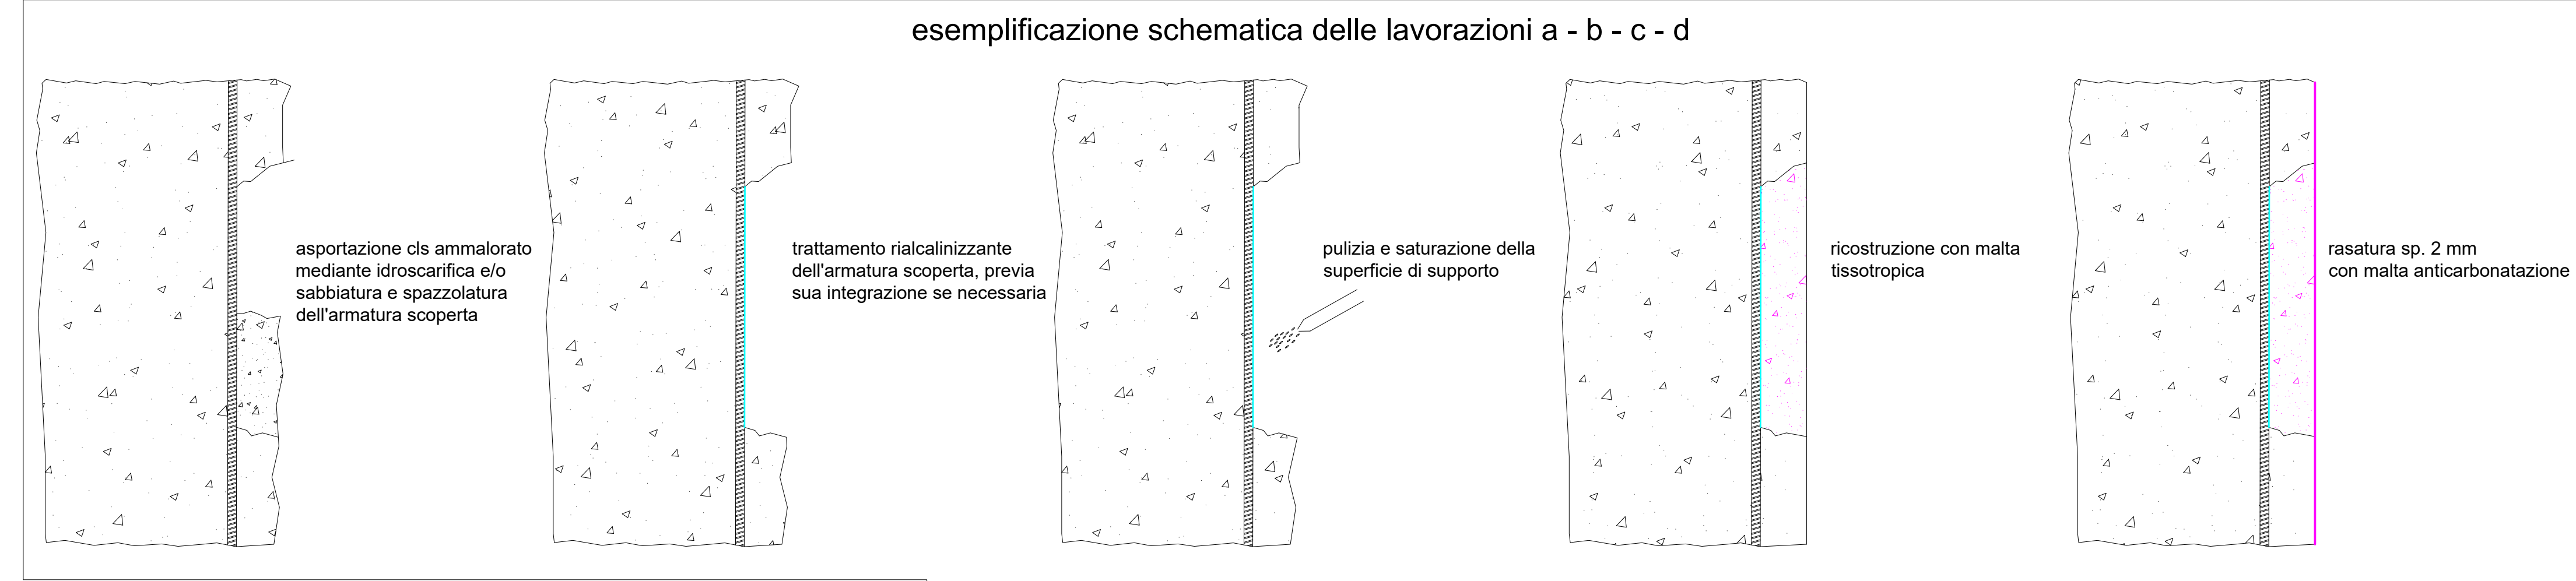 esemplificazione schematica delle lavorazioni a - b - c - d
asportazione cls ammalorato
mediante idroscarifica e/o
sabbiatura e spazzolatura
dell'armatura scoperta
trattamento rialcalinizzante
dell'armatura scoperta, previa
sua integrazione se necessaria
pulizia e saturazione della
superficie di supporto
ricostruzione con malta
tissotropica
rasatura sp. 2 mm
con malta anticarbonatazione